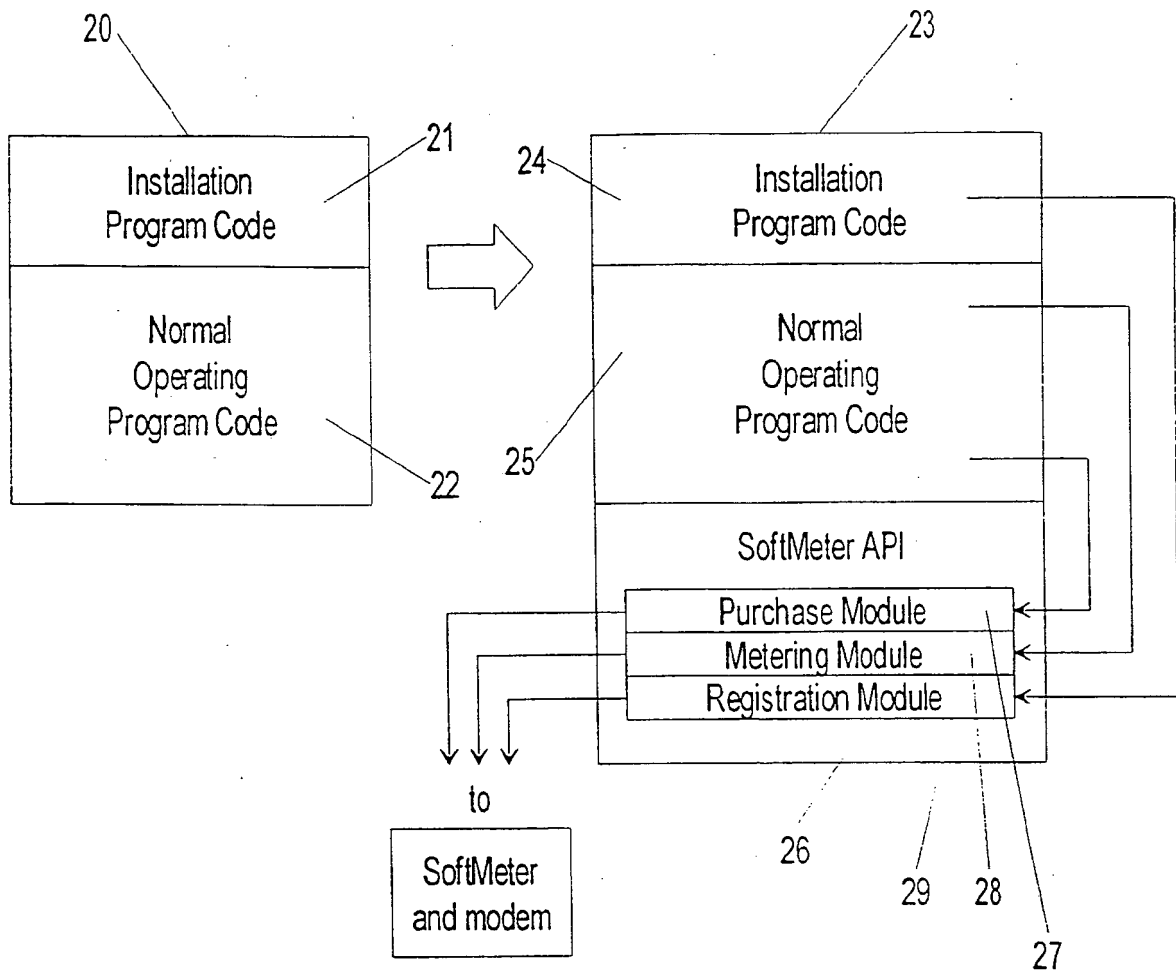 20
23
21
24
Installation
Program Code
Installation
Program Code
Normal
Operating
Program Code
Normal
Operating
Program Code
25
22
SoftMeter API
Purchase Module
Metering Module
Registration Module
to
SoftMeter
and modem
26
29
28
27